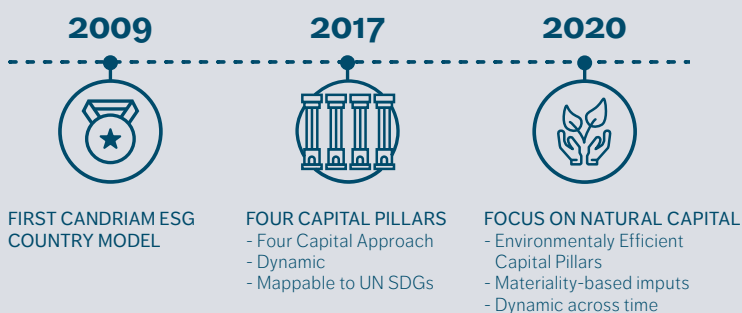 2009
2017
2020
FIRST CANDRIAM ESG
COUNTRY MODEL
FOUR CAPITAL PILLARS
- Four Capital Approach
- Dynamic
- Mappable to UN SDGs
FOCUS ON NATURAL CAPITAL
- Environmentaly Efficient
Capital Pillars
- Materiality-based imputs
- Dynamic across time